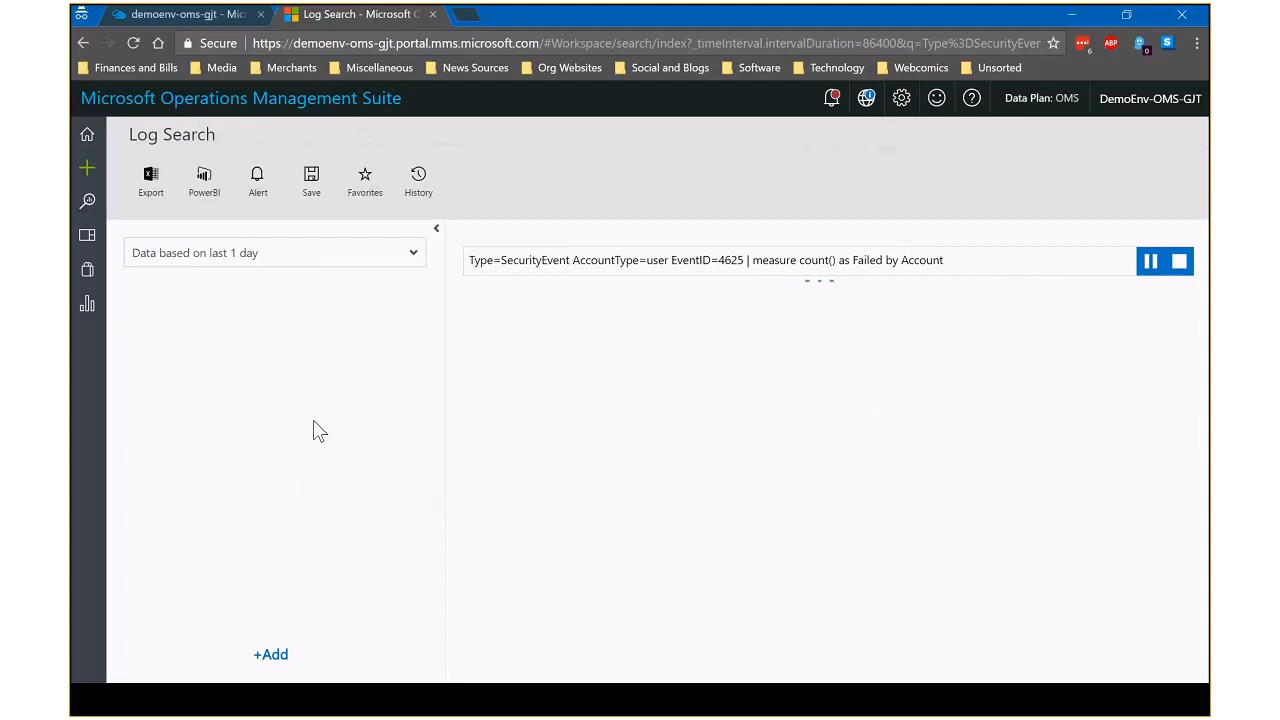 demoenv-oms-gjt - Mic
Log Search - Microsoft C
Secure
https://demoenv-oms-gjt.portal.mms.microsoft.com/#Workspace/search/index?_timeInterval.intervalDuration=86400&q=Type%3DSecurityEver
6
ABP
0
S
Finances and Bills
Media
Merchants
Miscellaneous
News Sources
Org Websites
Social and Blogs
Software
Technology
Webcomics
Unsorted
Microsoft Operations Management Suite
Data Plan: OMS
DemoEnv-OMS-GJT
Log Search
Export
PowerBI
Alert
Save
Favorites
History
Data based on last 1 day
Type=SecurityEvent AccountType=user EventID=4625 | measure count() as Failed by Account
+Add